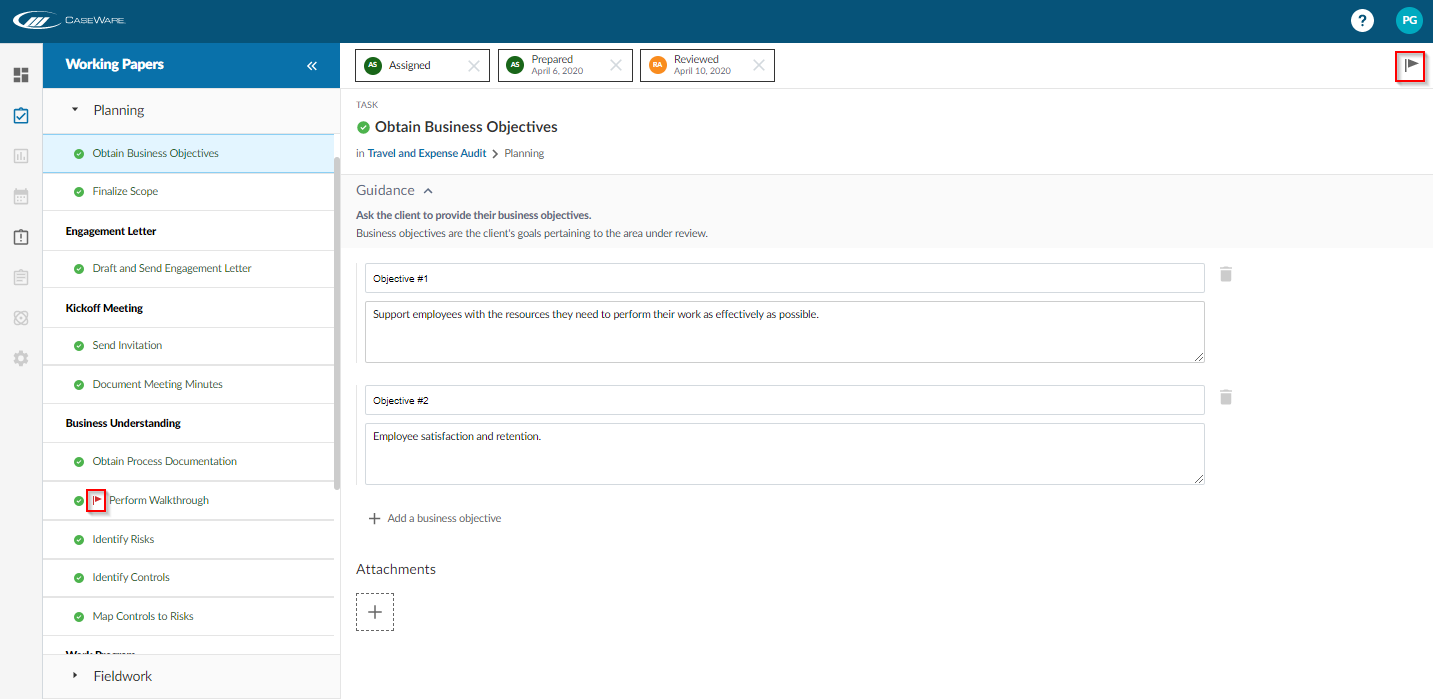 CASEWARE
?
PG
Working Papers
«
Planning
Obtain Business Objectives
Finalize Scope
Engagement Letter
Draft and Send Engagement Letter
Kickoff Meeting
Send Invitation
Document Meeting Minutes
Business Understanding
Obtain Process Documentation
Perform Walkthrough
Identify Risks
Identify Controls
Map Controls to Risks
Work Program
Fieldwork
AS Assigned
AS Prepared
April 6, 2020
RA Reviewed
April 10, 2020
TASK
Obtain Business Objectives
in Travel and Expense Audit > Planning
Guidance
Ask the client to provide their business objectives.
Business objectives are the client's goals pertaining to the area under review.
Objective #1
Support employees with the resources they need to perform their work as effectively as possible.
Objective #2
Employee satisfaction and retention.
+ Add a business objective
Attachments
+